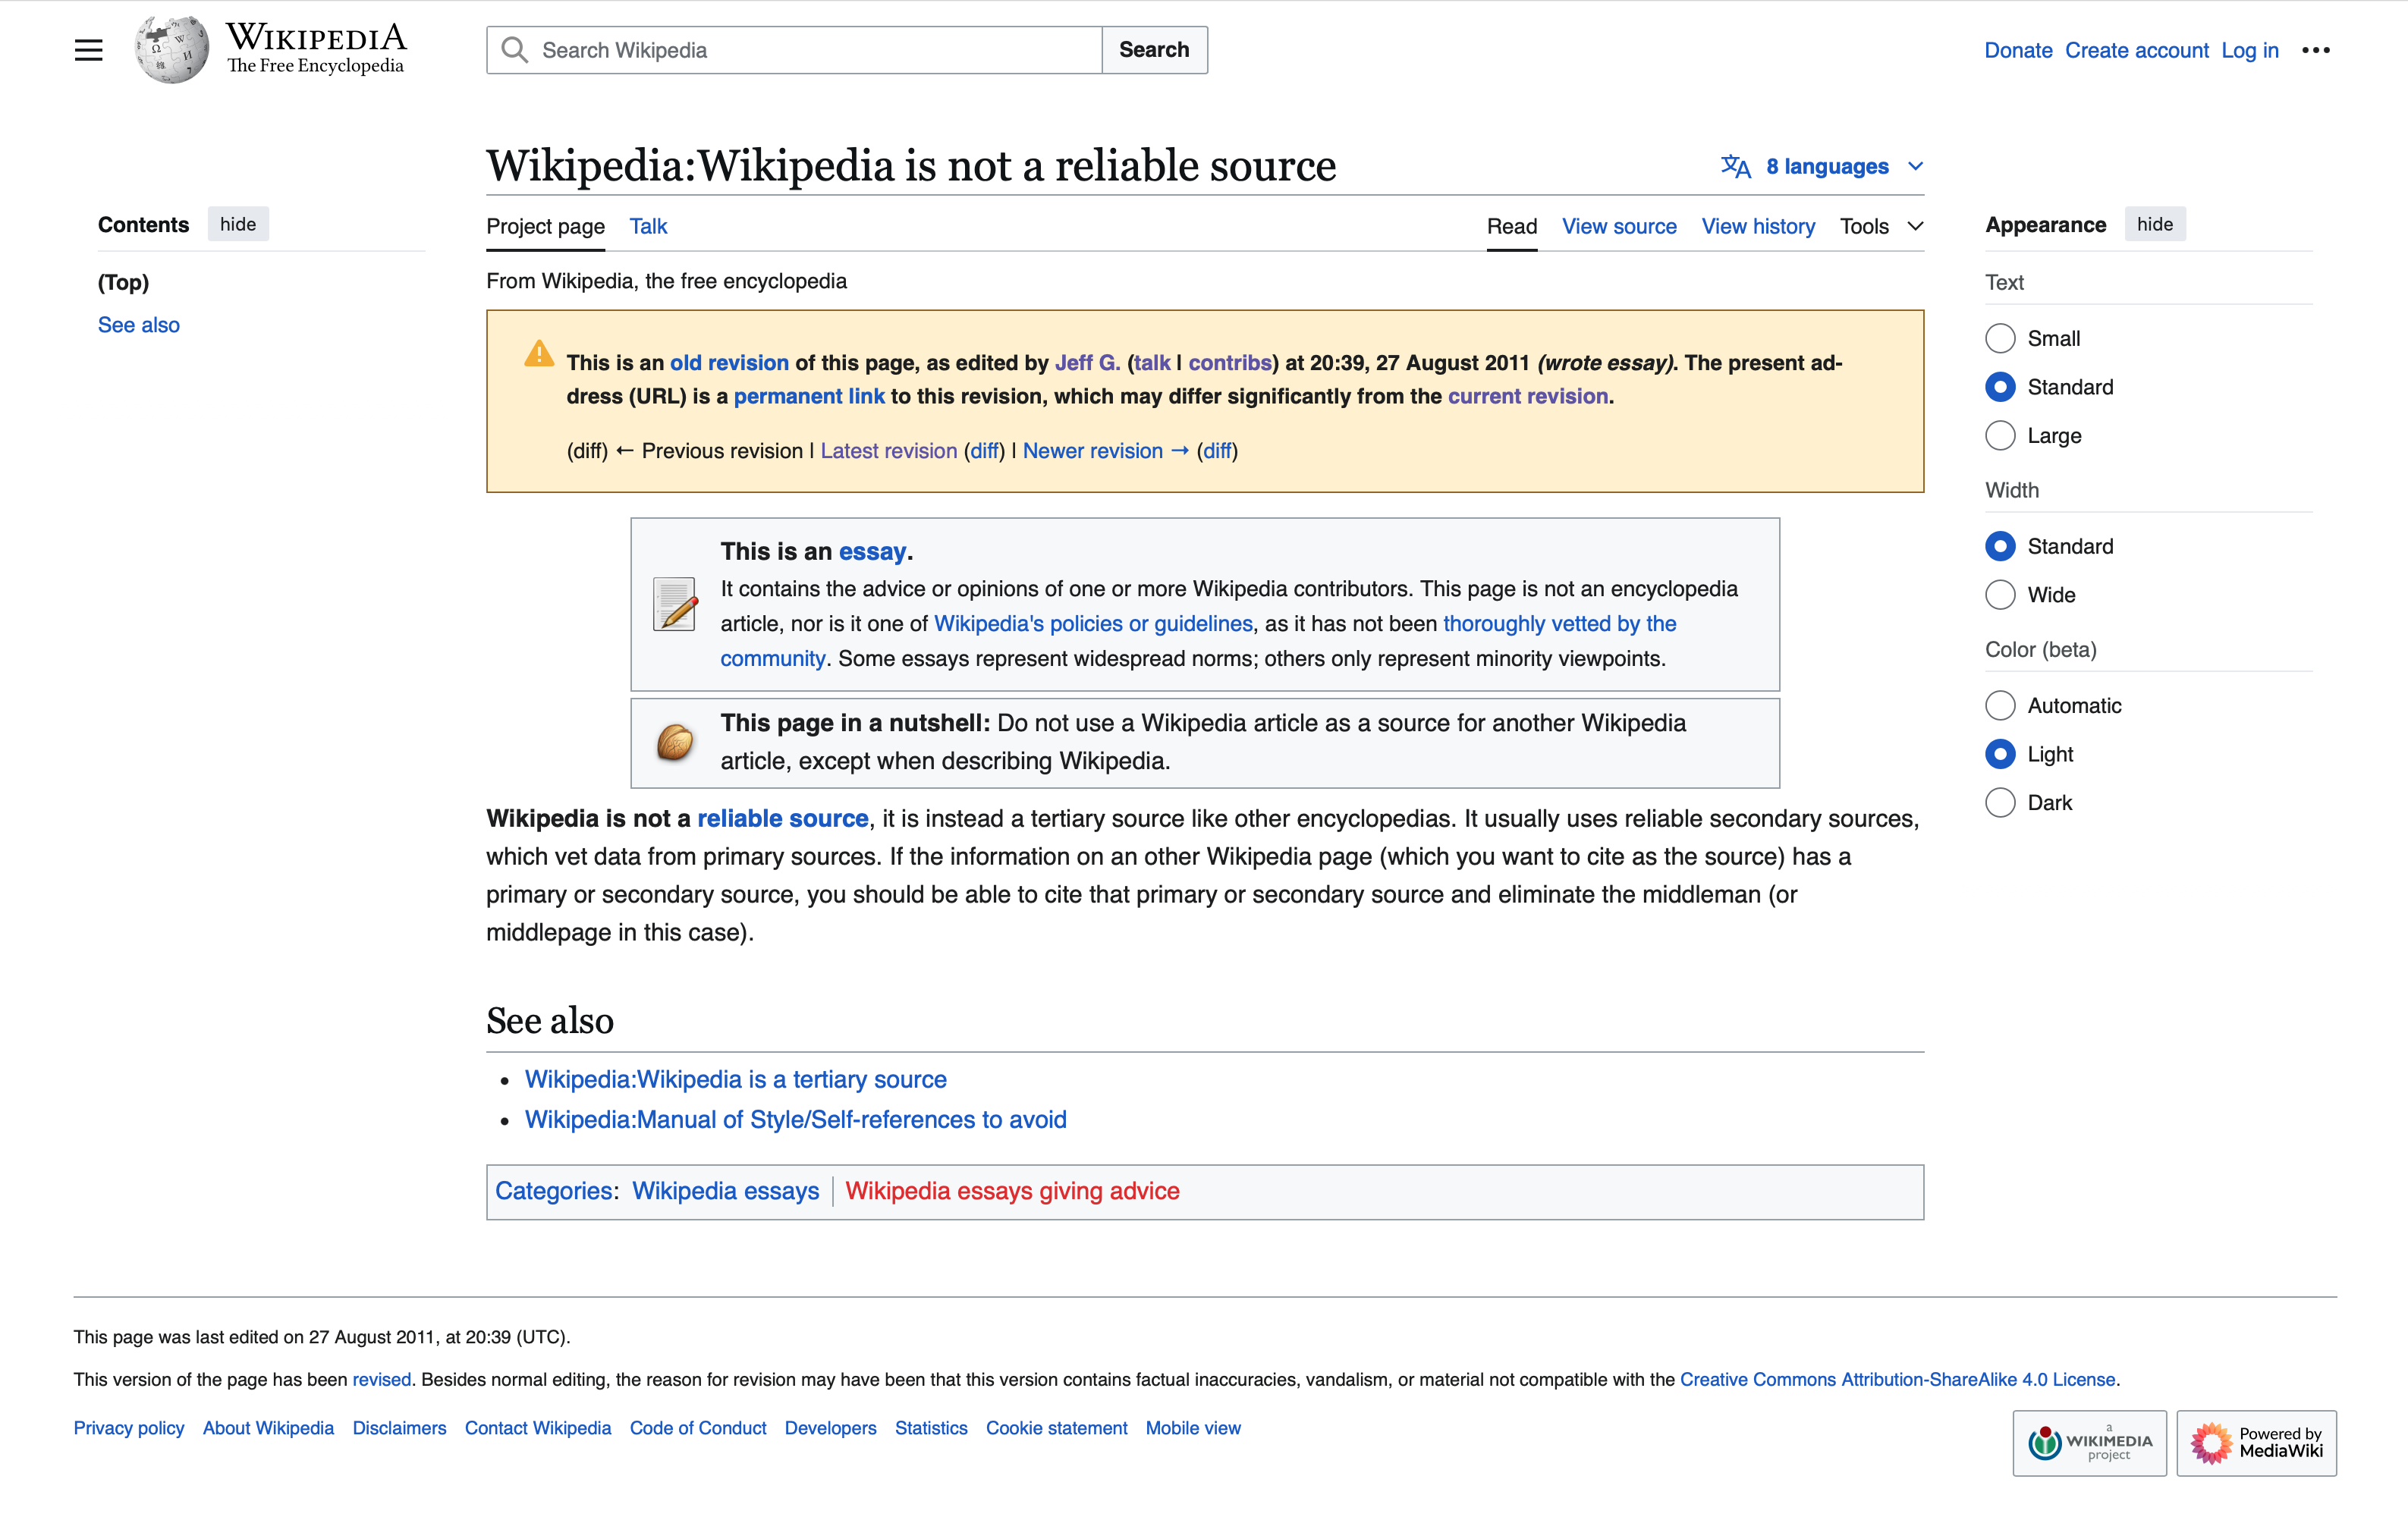 WIKIPEDIA
The Free Encyclopedia
Search Wikipedia
Search
Donate Create account Log in
Wikipedia:Wikipedia is not a reliable source
8 languages
Contents hide
(Top)
See also
Project page Talk
Read View source View history Tools
From Wikipedia, the free encyclopedia
This is an old revision of this page, as edited by Jeff G. (talk | contribs) at 20:39, 27 August 2011 (wrote essay). The present ad-
dress (URL) is a permanent link to this revision, which may differ significantly from the current revision.
(diff) ← Previous revision | Latest revision (diff) | Newer revision → (diff)
This is an essay.
It contains the advice or opinions of one or more Wikipedia contributors. This page is not an encyclopedia
article, nor is it one of Wikipedia's policies or guidelines, as it has not been thoroughly vetted by the
community. Some essays represent widespread norms; others only represent minority viewpoints.
This page in a nutshell: Do not use a Wikipedia article as a source for another Wikipedia
article, except when describing Wikipedia.
Wikipedia is not a reliable source, it is instead a tertiary source like other encyclopedias. It usually uses reliable secondary sources,
which vet data from primary sources. If the information on an other Wikipedia page (which you want to cite as the source) has a
primary or secondary source, you should be able to cite that primary or secondary source and eliminate the middleman (or
middlepage in this case).
See also
• Wikipedia:Wikipedia is a tertiary source
• Wikipedia:Manual of Style/Self-references to avoid
Categories: Wikipedia essays | Wikipedia essays giving advice
Appearance hide
Text
Small
Standard
Large
Width
Standard
Wide
Color (beta)
Automatic
Light
Dark
This page was last edited on 27 August 2011, at 20:39 (UTC).
This version of the page has been revised. Besides normal editing, the reason for revision may have been that this version contains factual inaccuracies, vandalism, or material not compatible with the Creative Commons Attribution-ShareAlike 4.0 License.
Privacy policy About Wikipedia Disclaimers Contact Wikipedia Code of Conduct Developers Statistics Cookie statement Mobile view
a
WIKIMEDIA
project
Powered by
MediaWiki